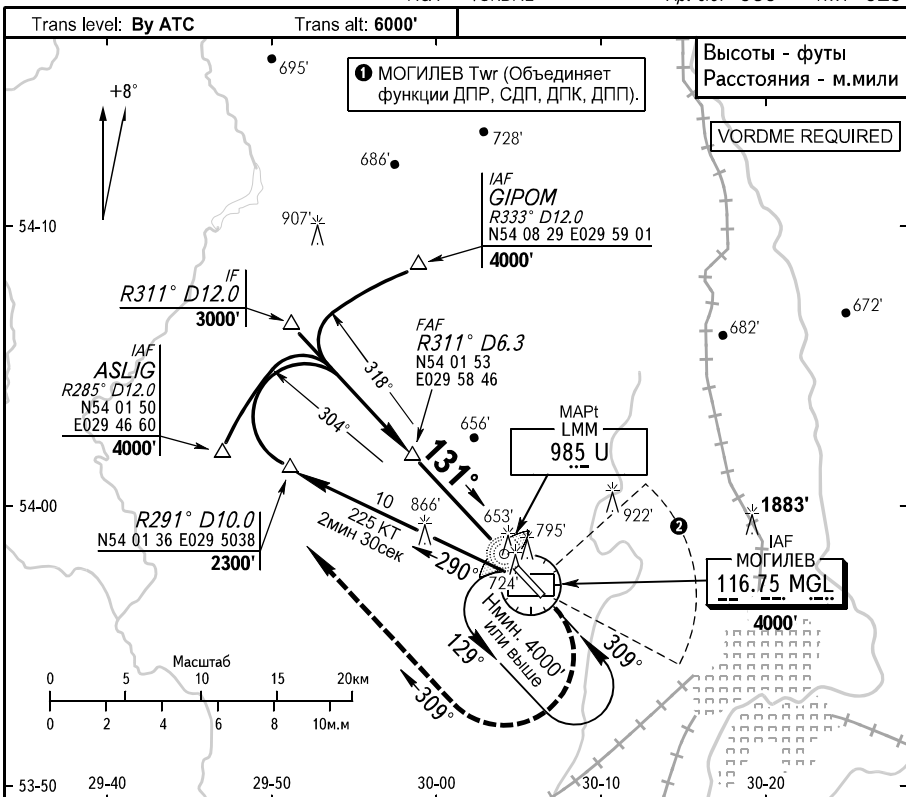 Trans level: By ATC
Trans alt: 6000'
Высоты - футы
Расстояния - м.мили
VORDME REQUIRED
❶ МОГИЛЕВ Twr (Объединяет
функции ДПР, СДП, ДПК, ДПП).
+8°
695'
728'
686'
907'
IAF
GIPOM
R333° D12.0
N54 08 29 E029 59 01
4000'
54-10
IF
R311° D12.0
3000'
672'
682'
FAF
R311° D6.3
N54 01 53
E029 58 46
IAF
ASLIG
R285° D12.0
N54 01 50
E029 46 60
4000'
318°
304°
131°
656'
MAPt
LMM
985 U
54-00
R291° D10.0
N54 01 36 E029 5038
2300'
10
225 KT
2мин 30сек
290°
866'
653'
795'
724'
922'
❷
1883'
IAF
МОГИЛЕВ
116.75 MGL
4000'
Hмин. 4000'
или выше
129°
309°
309°
Масштаб
0 5 10 15 20км
0 2 4 6 8 10м.м
53-50
29-40
29-50
30-00
30-10
30-20